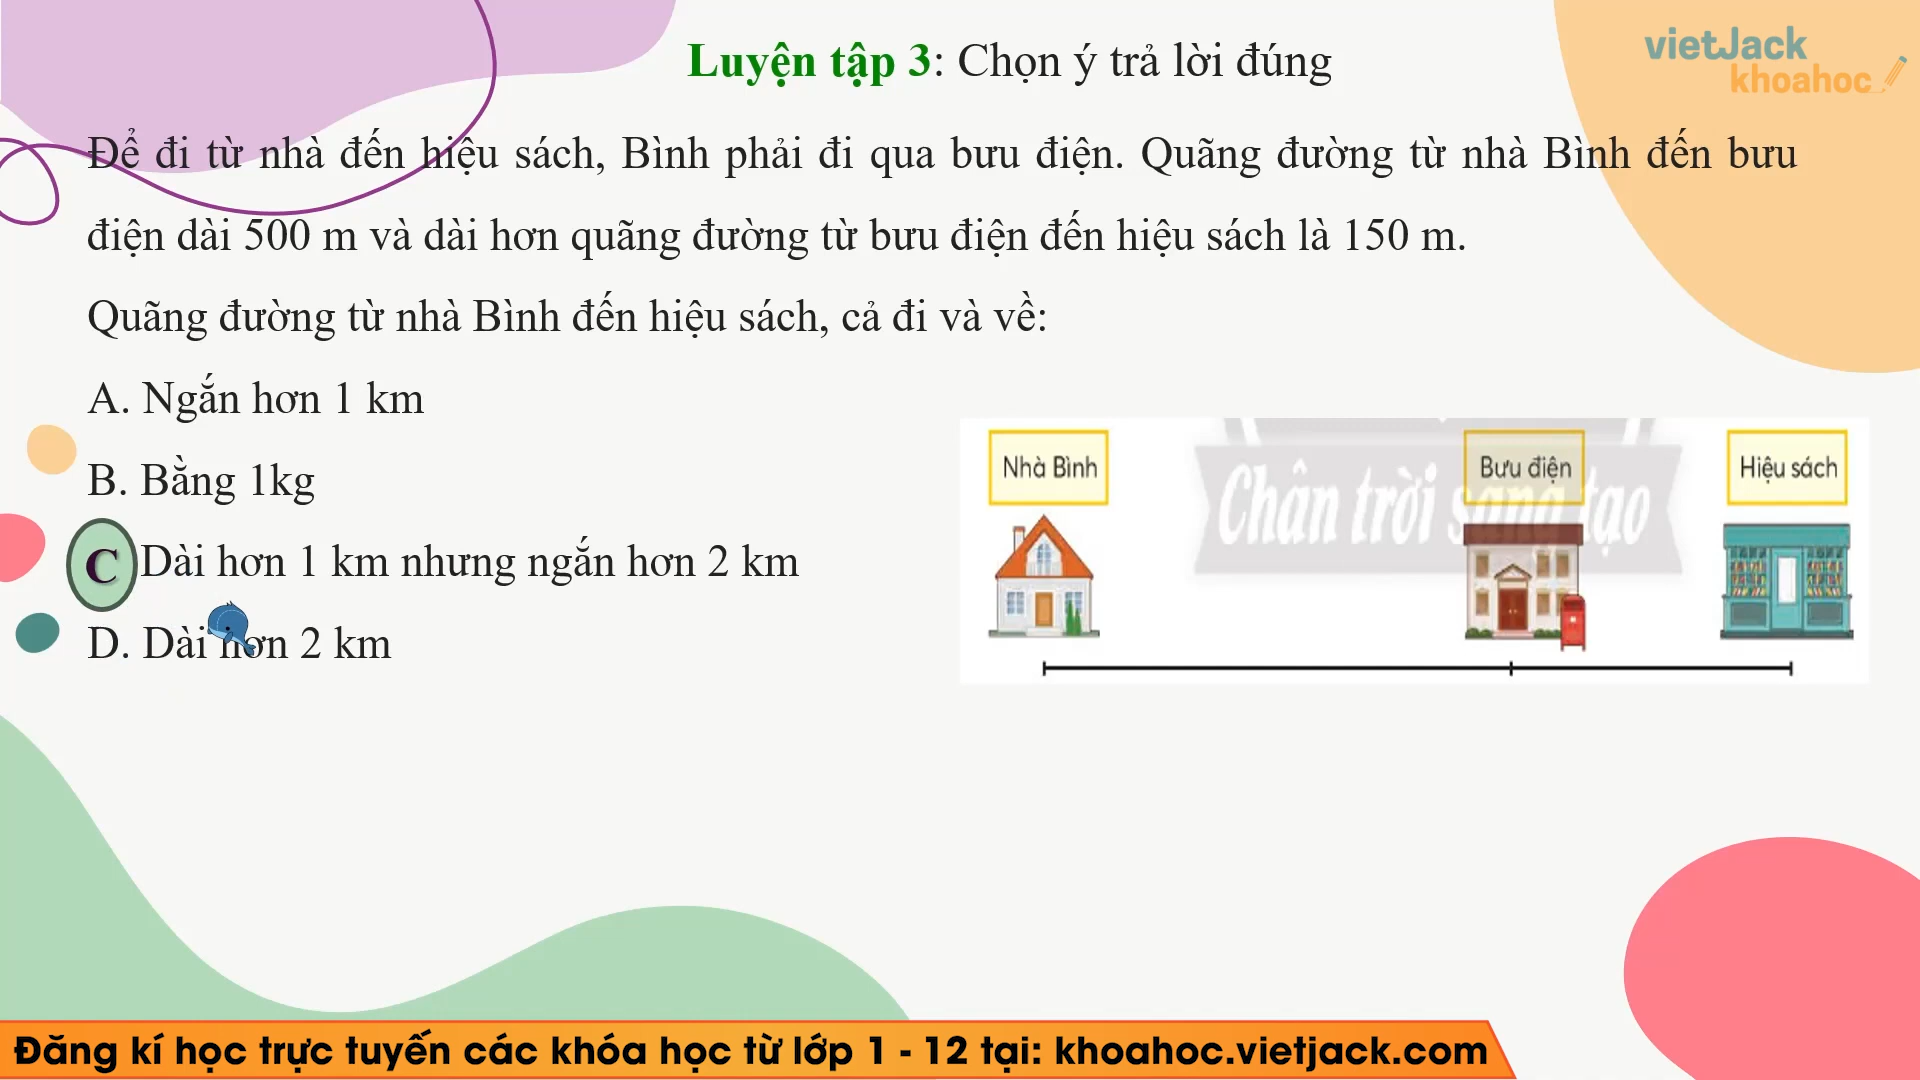 vietJack
khoahoc
Luyện tập 3: Chọn ý trả lời đúng
Để đi từ nhà đến hiệu sách, Bình phải đi qua bưu điện. Quãng đường từ nhà Bình đến bưu
điện dài 500 m và dài hơn quãng đường từ bưu điện đến hiệu sách là 150 m.
Quãng đường từ nhà Bình đến hiệu sách, cả đi và về:
A. Ngắn hơn 1 km
B. Bằng 1kg
C Dài hơn 1 km nhưng ngắn hơn 2 km
D. Dài hơn 2 km
Nhà Bình
Bưu điện
Hiệu sách
Chân trời sáng tạo
Đăng kí học trực tuyến các khóa học từ lớp 1 - 12 tại: khoahoc.vietjack.com